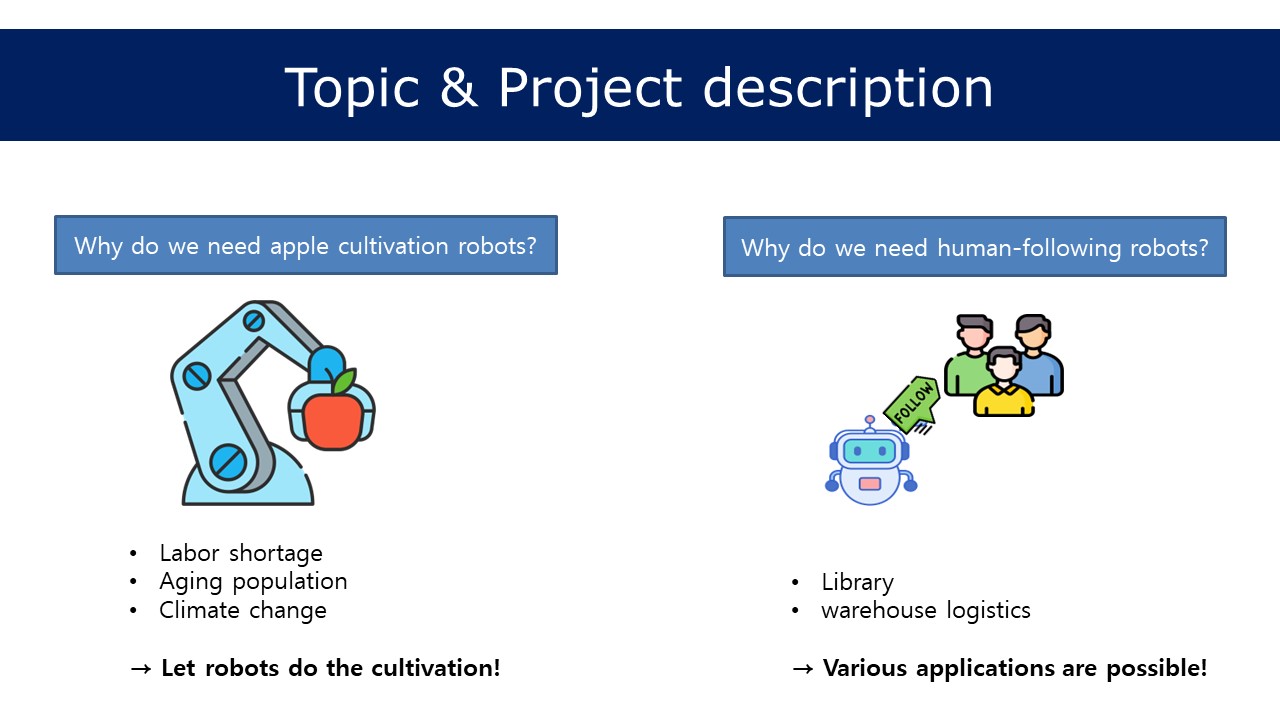 Topic & Project description
Why do we need apple cultivation robots?
• Labor shortage
• Aging population
• Climate change
→ Let robots do the cultivation!
Why do we need human-following robots?
FOLLOW
• Library
• warehouse logistics
→ Various applications are possible!